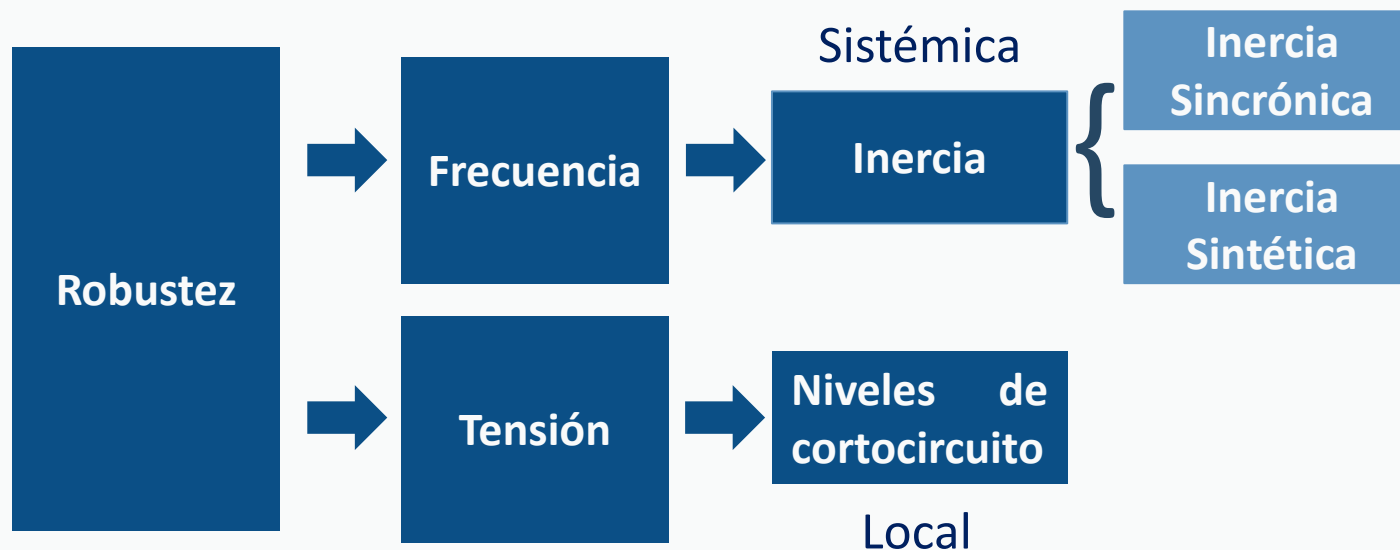 Robustez
Frecuencia
Sistémica
Inercia
Inercia
Sincrónica
Inercia
Sintética
Tensión
Niveles de
cortocircuito
Local